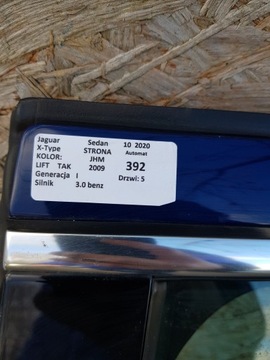 Jaguar Sedan 10 2020
X-Type STRONA Automat
KOLOR: JHM
LIFT TAK 2009 392
Generacja I Drzwi: 5
Silnik 3.0 benz